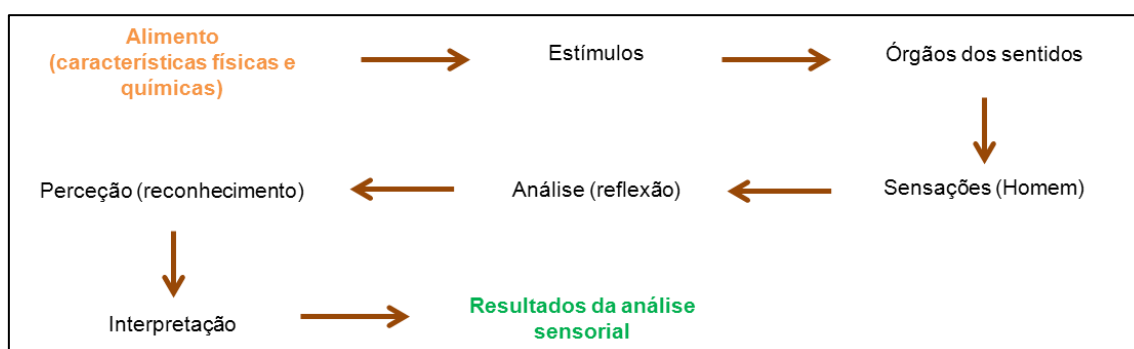 Alimento
(características físicas e
químicas)
Estímulos
Órgãos dos sentidos
Sensações (Homem)
Análise (reflexão)
Perceção (reconhecimento)
Interpretação
Resultados da análise
sensorial